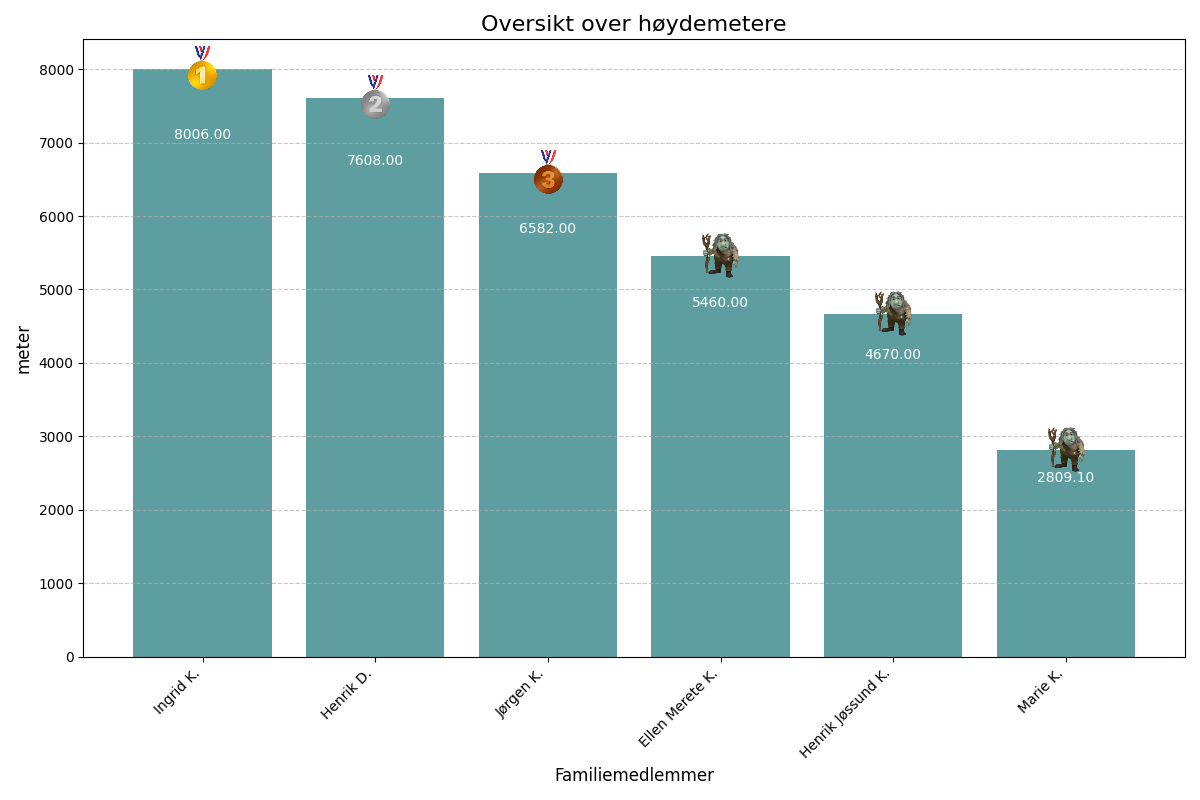 Oversikt over høydemetere
meter
8000
7000
6000
5000
4000
3000
2000
1000
0
1
2
3
8006.00
7608.00
6582.00
5460.00
4670.00
2809.10
Ingrid K.
Henrik D.
Jørgen K.
Ellen Merete K.
Henrik Jøssund K.
Marie K.
Familiemedlemmer